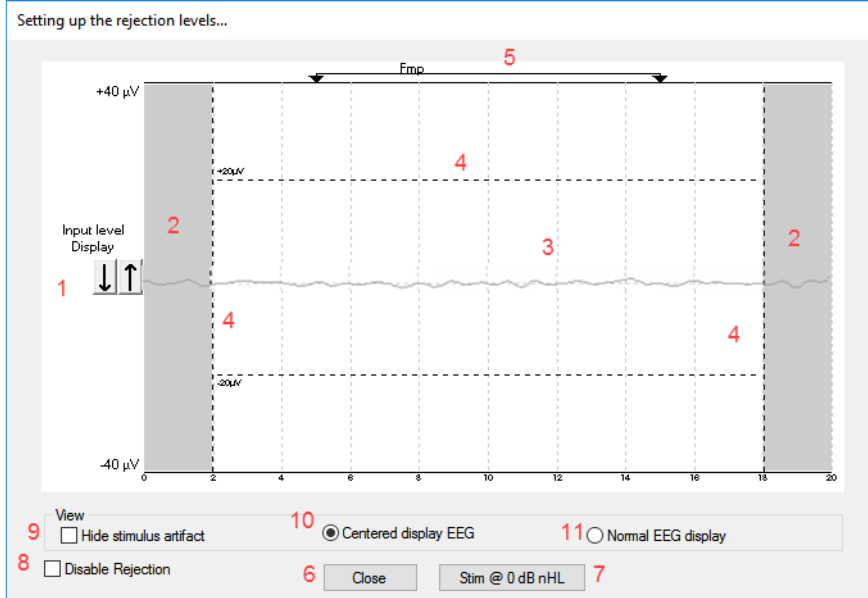 Setting up the rejection levels...
Fmp 5
+40 µV
+20µV 4
2 2
Input level
Display
3
1
4 4
-20µV
-40 µV
0 2 4 6 8 10 12 14 16 18 20
View
9 Hide stimulus artifact 10 Centered display EEG 11 Normal EEG display
8 Disable Rejection 6 Close Stim @ 0 dB nHL 7